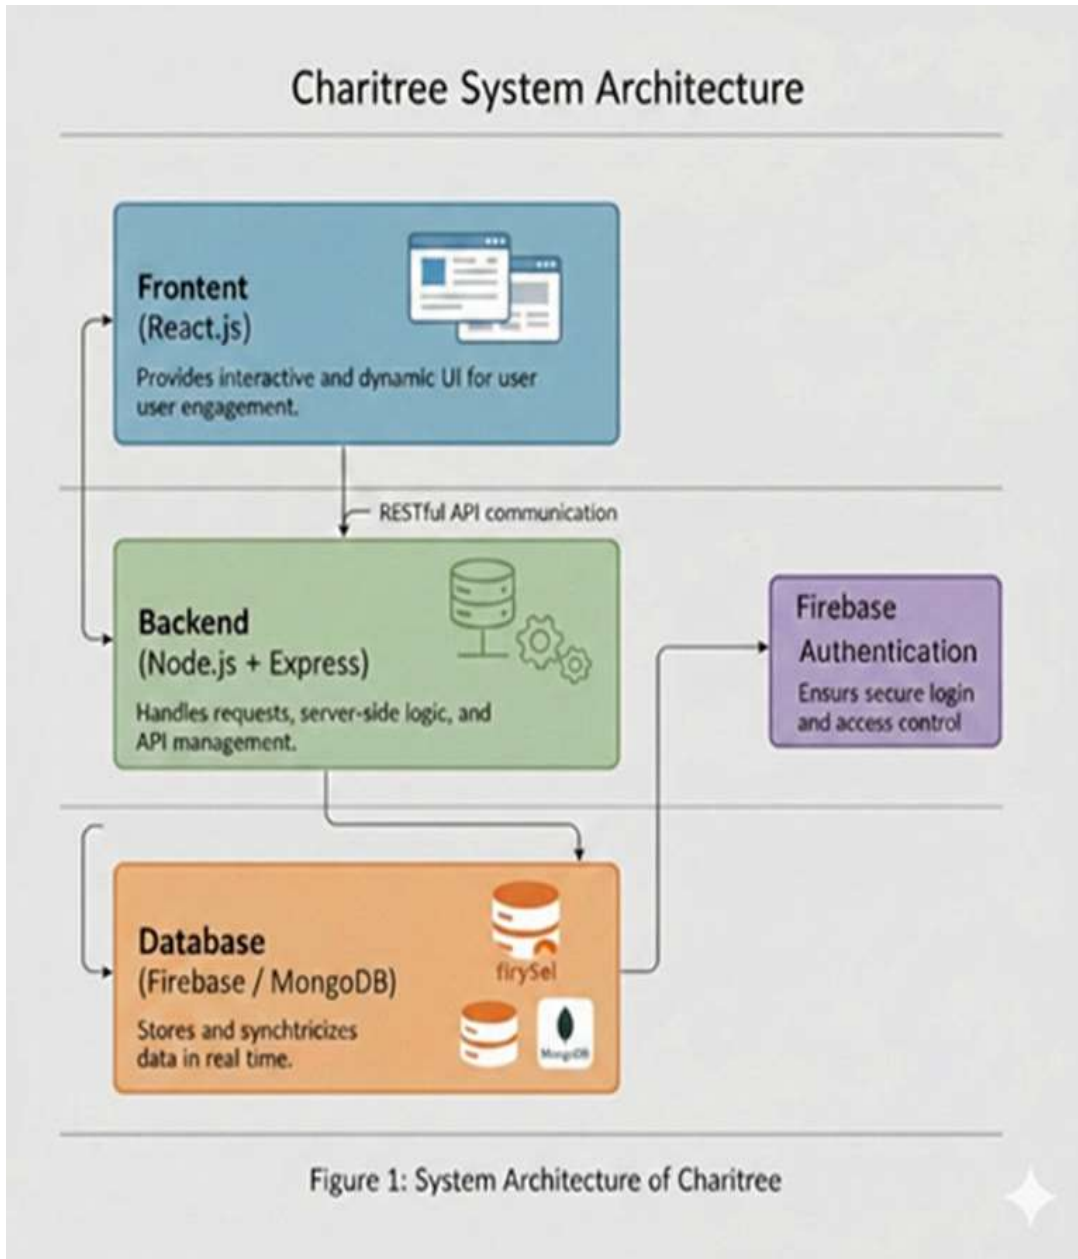 Charitree System Architecture
Frontent
(React.js)
Provides interactive and dynamic UI for user
user engagement.
RESTful API communication
Backend
(Node.js + Express)
Handles requests, server-side logic, and
API management.
Firebase
Authentication
Ensurs secure login
and access control
Database
(Firebase / MongoDB)
Stores and synchtricizes
data in real time.
firySel
MongoDB
Figure 1: System Architecture of Charitree